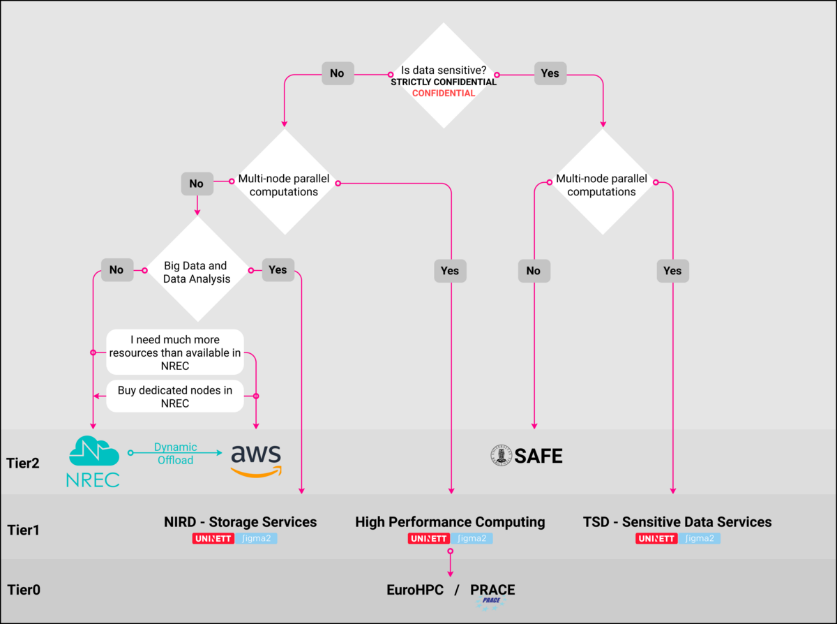 Is data sensitive?
STRICTLY CONFIDENTIAL
CONFIDENTIAL
No
Yes
Multi-node parallel
computations
Multi-node parallel
computations
No
Big Data and
Data Analysis
No
Yes
Yes
No
Yes
I need much more
resources than available in
NREC
Buy dedicated nodes in
NREC
Tier2
NREC
Dynamic
Offload
aws
SAFE
Tier1
NIRD - Storage Services
UNINETT ſigma2
High Performance Computing
UNINETT ſigma2
TSD - Sensitive Data Services
UNINETT ſigma2
Tier0
EuroHPC / PRACE
PRACE